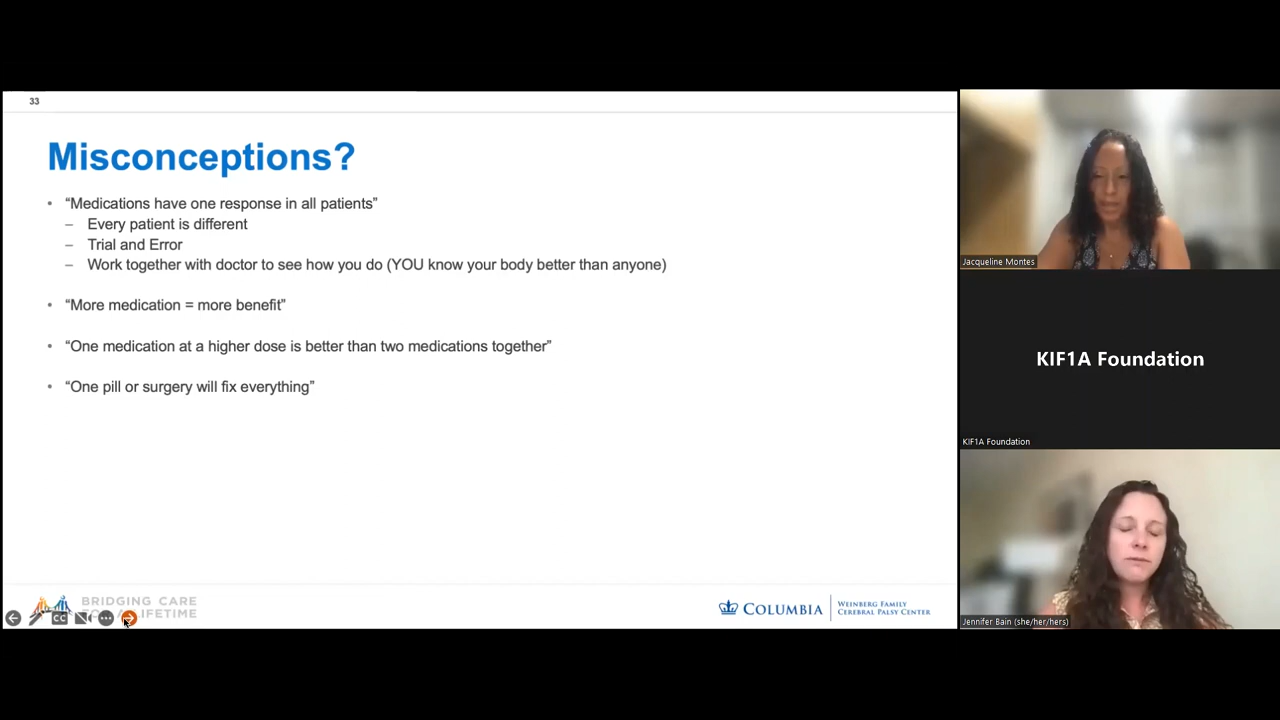 33
Misconceptions?
• “Medications have one response in all patients”
– Every patient is different
– Trial and Error
– Work together with doctor to see how you do (YOU know your body better than anyone)
• “More medication = more benefit”
• “One medication at a higher dose is better than two medications together”
• “One pill or surgery will fix everything”
BRIDGING CARE
LIFETIME
CC
COLUMBIA
WEINBERG FAMILY
CEREBRAL PALSY CENTER
Jacqueline Montes
KIF1A Foundation
KIF1A Foundation
Jennifer Bain (she/her/hers)